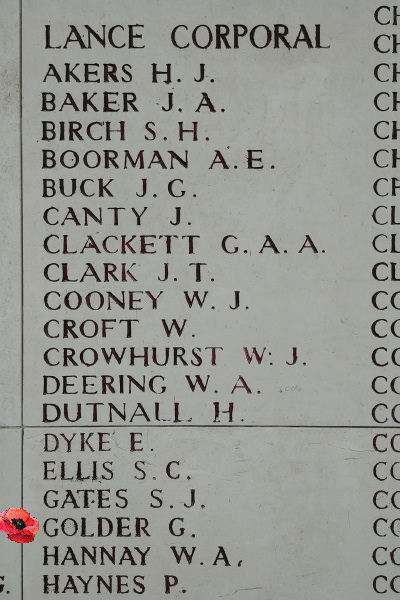 LANCE CORPORAL
AKERS H. J.
BAKER J. A.
BIRCH S. H.
BOORMAN A. E.
BUCK J. G.
CANTY J.
CLACKETT G. A. A.
CLARK J. T.
COONEY W. J.
CROFT W.
CROWHURST W: J.
DEERING W. A.
DUTNALL H.
DYKE E.
ELLIS S. C.
GATES S. J.
GOLDER G.
HANNAY W. A.
HAYNES P.